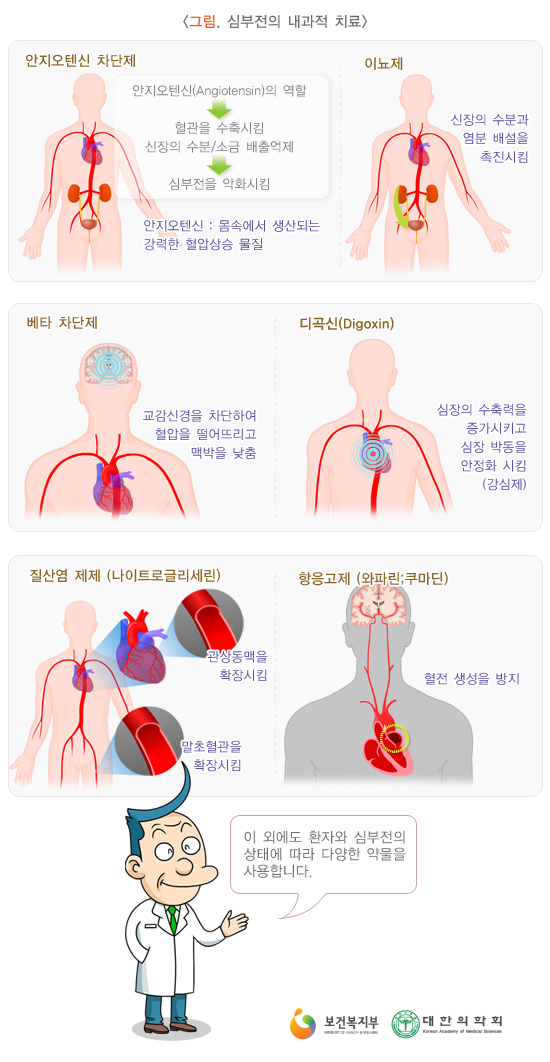 <그림. 심부전의 내과적 치료>
안지오텐신 차단제
안지오텐신(Angiotensin)의 역할
혈관을 수축시킴
신장의 수분/소금 배출억제
심부전을 악화시킴
안지오텐신 : 몸속에서 생산되는
강력한 혈압상승 물질
이뇨제
신장의 수분과
염분 배설을
촉진시킴
베타 차단제
교감신경을 차단하여
혈압을 떨어뜨리고
맥박을 낮춤
디곡신(Digoxin)
심장의 수축력을
증가시키고
심장 박동을
안정화 시킴
(강심제)
질산염 제제 (나이트로글리세린)
관상동맥을
확장시킴
말초혈관을
확장시킴
항응고제 (와파린;쿠마딘)
혈전 생성을 방지
이 외에도 환자와 심부전의
상태에 따라 다양한 약물을
사용합니다.
보건복지부
MINISTRY OF HEALTH & WELFARE
대한의학회
Korean Academy of Medical Sciences